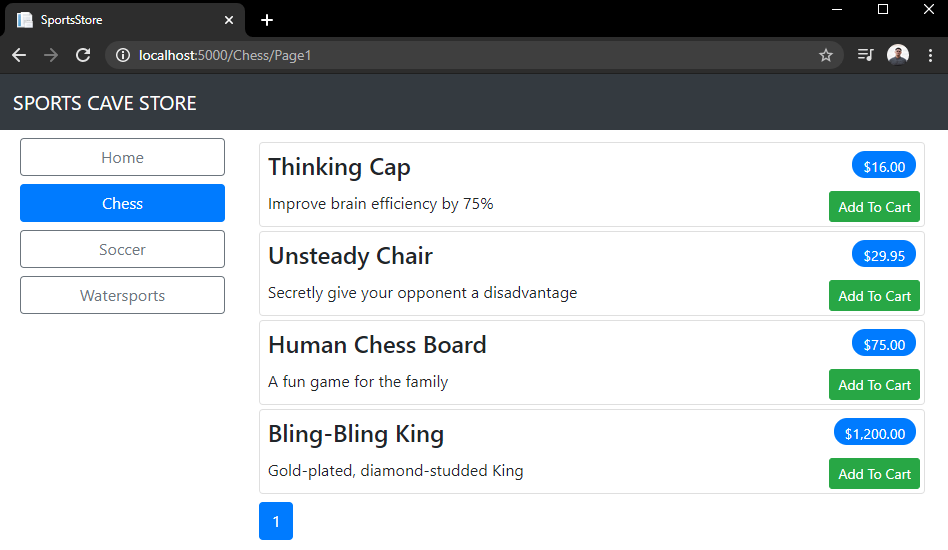 SportsStore
localhost:5000/Chess/Page1
SPORTS CAVE STORE
Home
Chess
Soccer
Watersports
Thinking Cap
$16.00
Improve brain efficiency by 75%
Add To Cart
Unsteady Chair
$29.95
Secretly give your opponent a disadvantage
Add To Cart
Human Chess Board
$75.00
A fun game for the family
Add To Cart
Bling-Bling King
$1,200.00
Gold-plated, diamond-studded King
Add To Cart
1